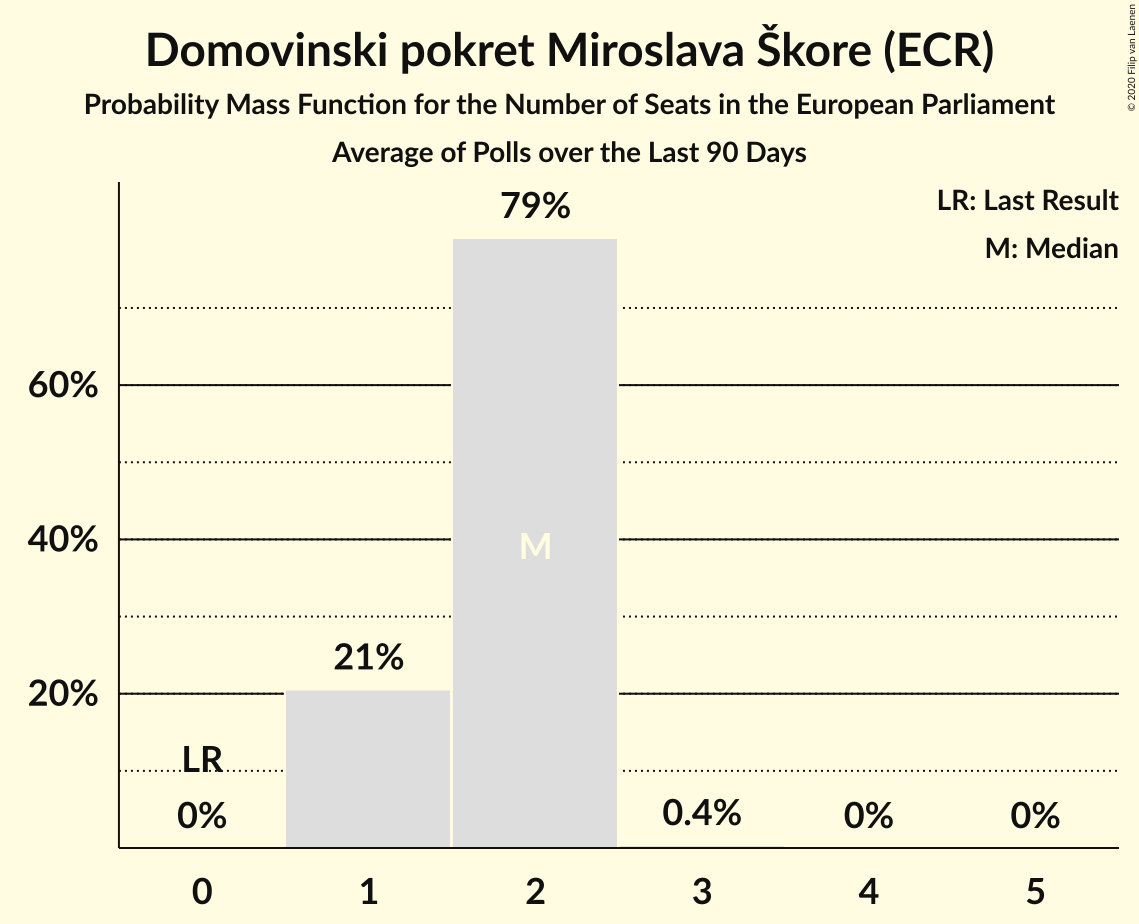 Domovinski pokret Miroslava Škore (ECR)
Probability Mass Function for the Number of Seats in the European Parliament
Average of Polls over the Last 90 Days
© 2020 Filip van Laenen
LR: Last Result
M: Median
79%
60%
40%
M
21%
20%
LR
0%
0.4%
0%
0%
0 1 2 3 4 5